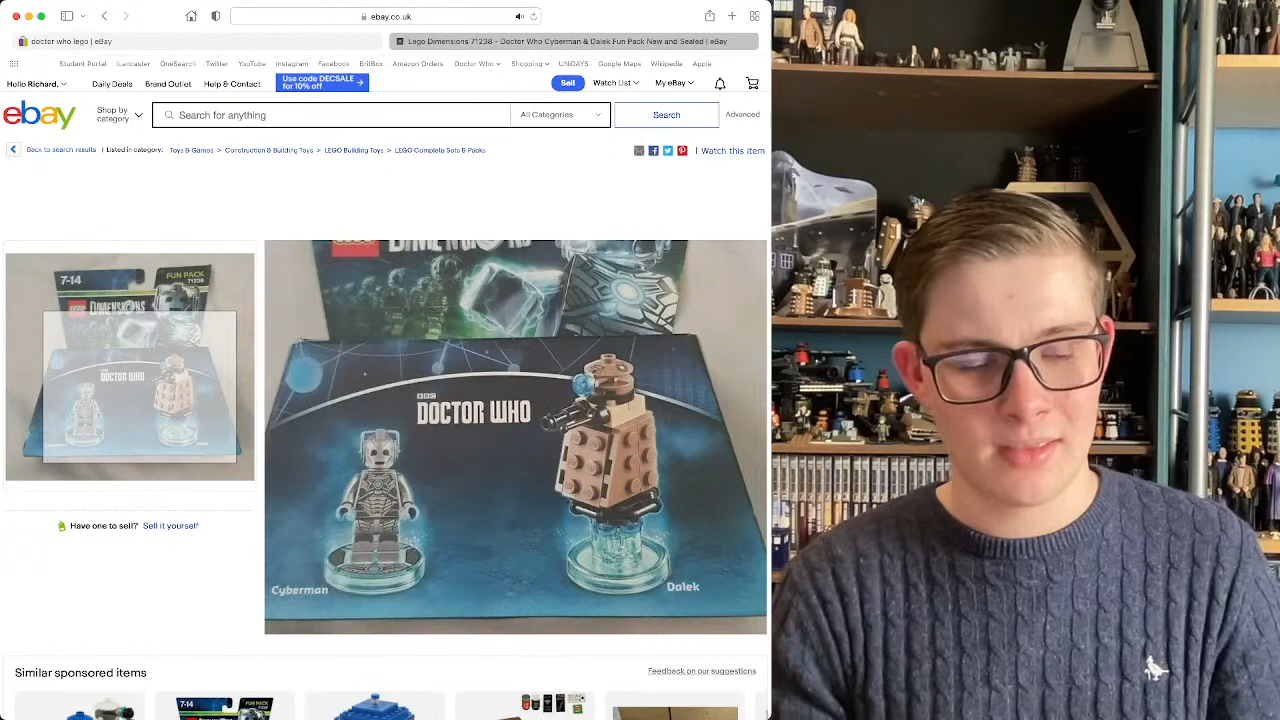 ebay.co.uk
doctor who lego | eBay
Lego Dimensions 71238 - Doctor Who Cyberman & Dalek Fun Pack New and Sealed | eBay
Student Portal iLancaster OneSearch Twitter YouTube Instagram Facebook BritBox Amazon Orders Doctor Who Shopping UNiDAYS Google Maps Wikipedia Apple
Hello Richard. Daily Deals Brand Outlet Help & Contact Use code DECSALE for 10% off Sell Watch List My eBay
ebay Shop by category Search for anything All Categories Search Advanced
Back to search results | Listed in category: Toys & Games > Construction & Building Toys > LEGO Building Toys > LEGO Complete Sets & Packs | Watch this item
7-14 FUN PACK 71238
LEGO DIMENSIONS
DOCTOR WHO
LEGO DIMENSIONS
BBC
DOCTOR WHO
Cyberman
Dalek
Have one to sell? Sell it yourself
Similar sponsored items
Feedback on our suggestions
7-14